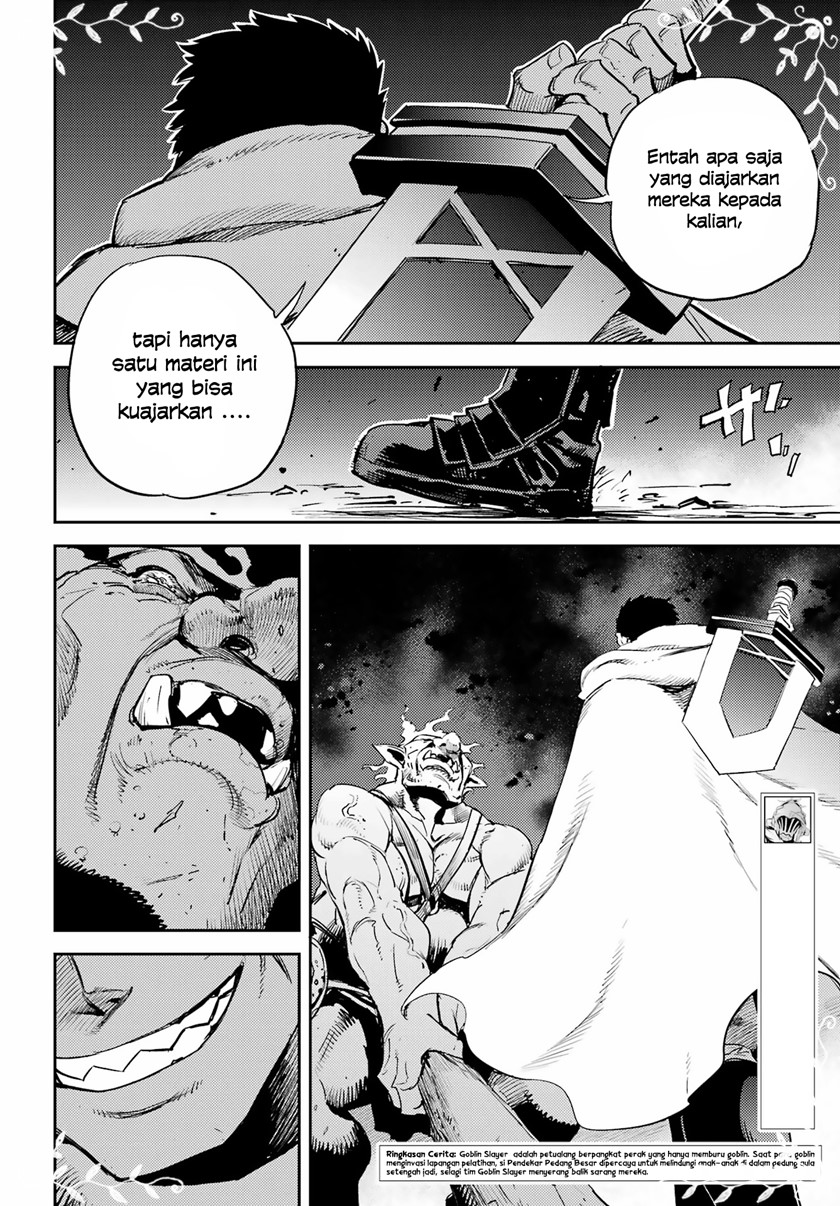 Entah apa saja
yang diajarkan
mereka kepada
kalian,
tapi hanya
satu materi ini
yang bisa
kuajarkan ....
ザッ
Ringkasan Cerita: Goblin Slayer adalah petualang berpangkat perak yang hanya memburu goblin. Saat para goblin
menginvasi lapangan pelatihan, si Pendekar Pedang Besar dipercaya untuk melindungi anak-anak di dalam gedung
setengah jadi, selagi tim Goblin Slayer menyerang balik sarang mereka.